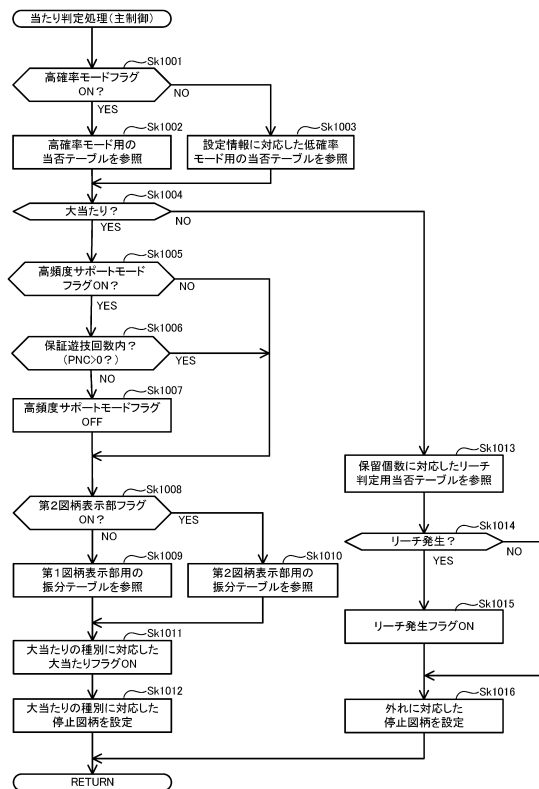 当たり判定処理(主制御)
Sk1001
高確率モードフラグ
ON?
NO
YES
Sk1002
高確率モード用の
当否テーブルを参照
Sk1003
設定情報に対応した低確率
モード用の当否テーブルを参照
Sk1004
大当たり?
NO
YES
Sk1005
高頻度サポートモード
フラグON?
NO
YES
Sk1006
保証遊技回数内?
(PNC>0?)
YES
NO
Sk1007
高頻度サポートモードフラグ
OFF
Sk1008
第2図柄表示部フラグ
ON?
YES
NO
Sk1009
第1図柄表示部用の
振分テーブルを参照
Sk1010
第2図柄表示部用の
振分テーブルを参照
Sk1011
大当たりの種別に対応した
大当たりフラグON
Sk1012
大当たりの種別に対応した
停止図柄を設定
Sk1013
保留個数に対応したリーチ
判定用当否テーブルを参照
Sk1014
リーチ発生?
NO
YES
Sk1015
リーチ発生フラグON
Sk1016
外れに対応した
停止図柄を設定
RETURN